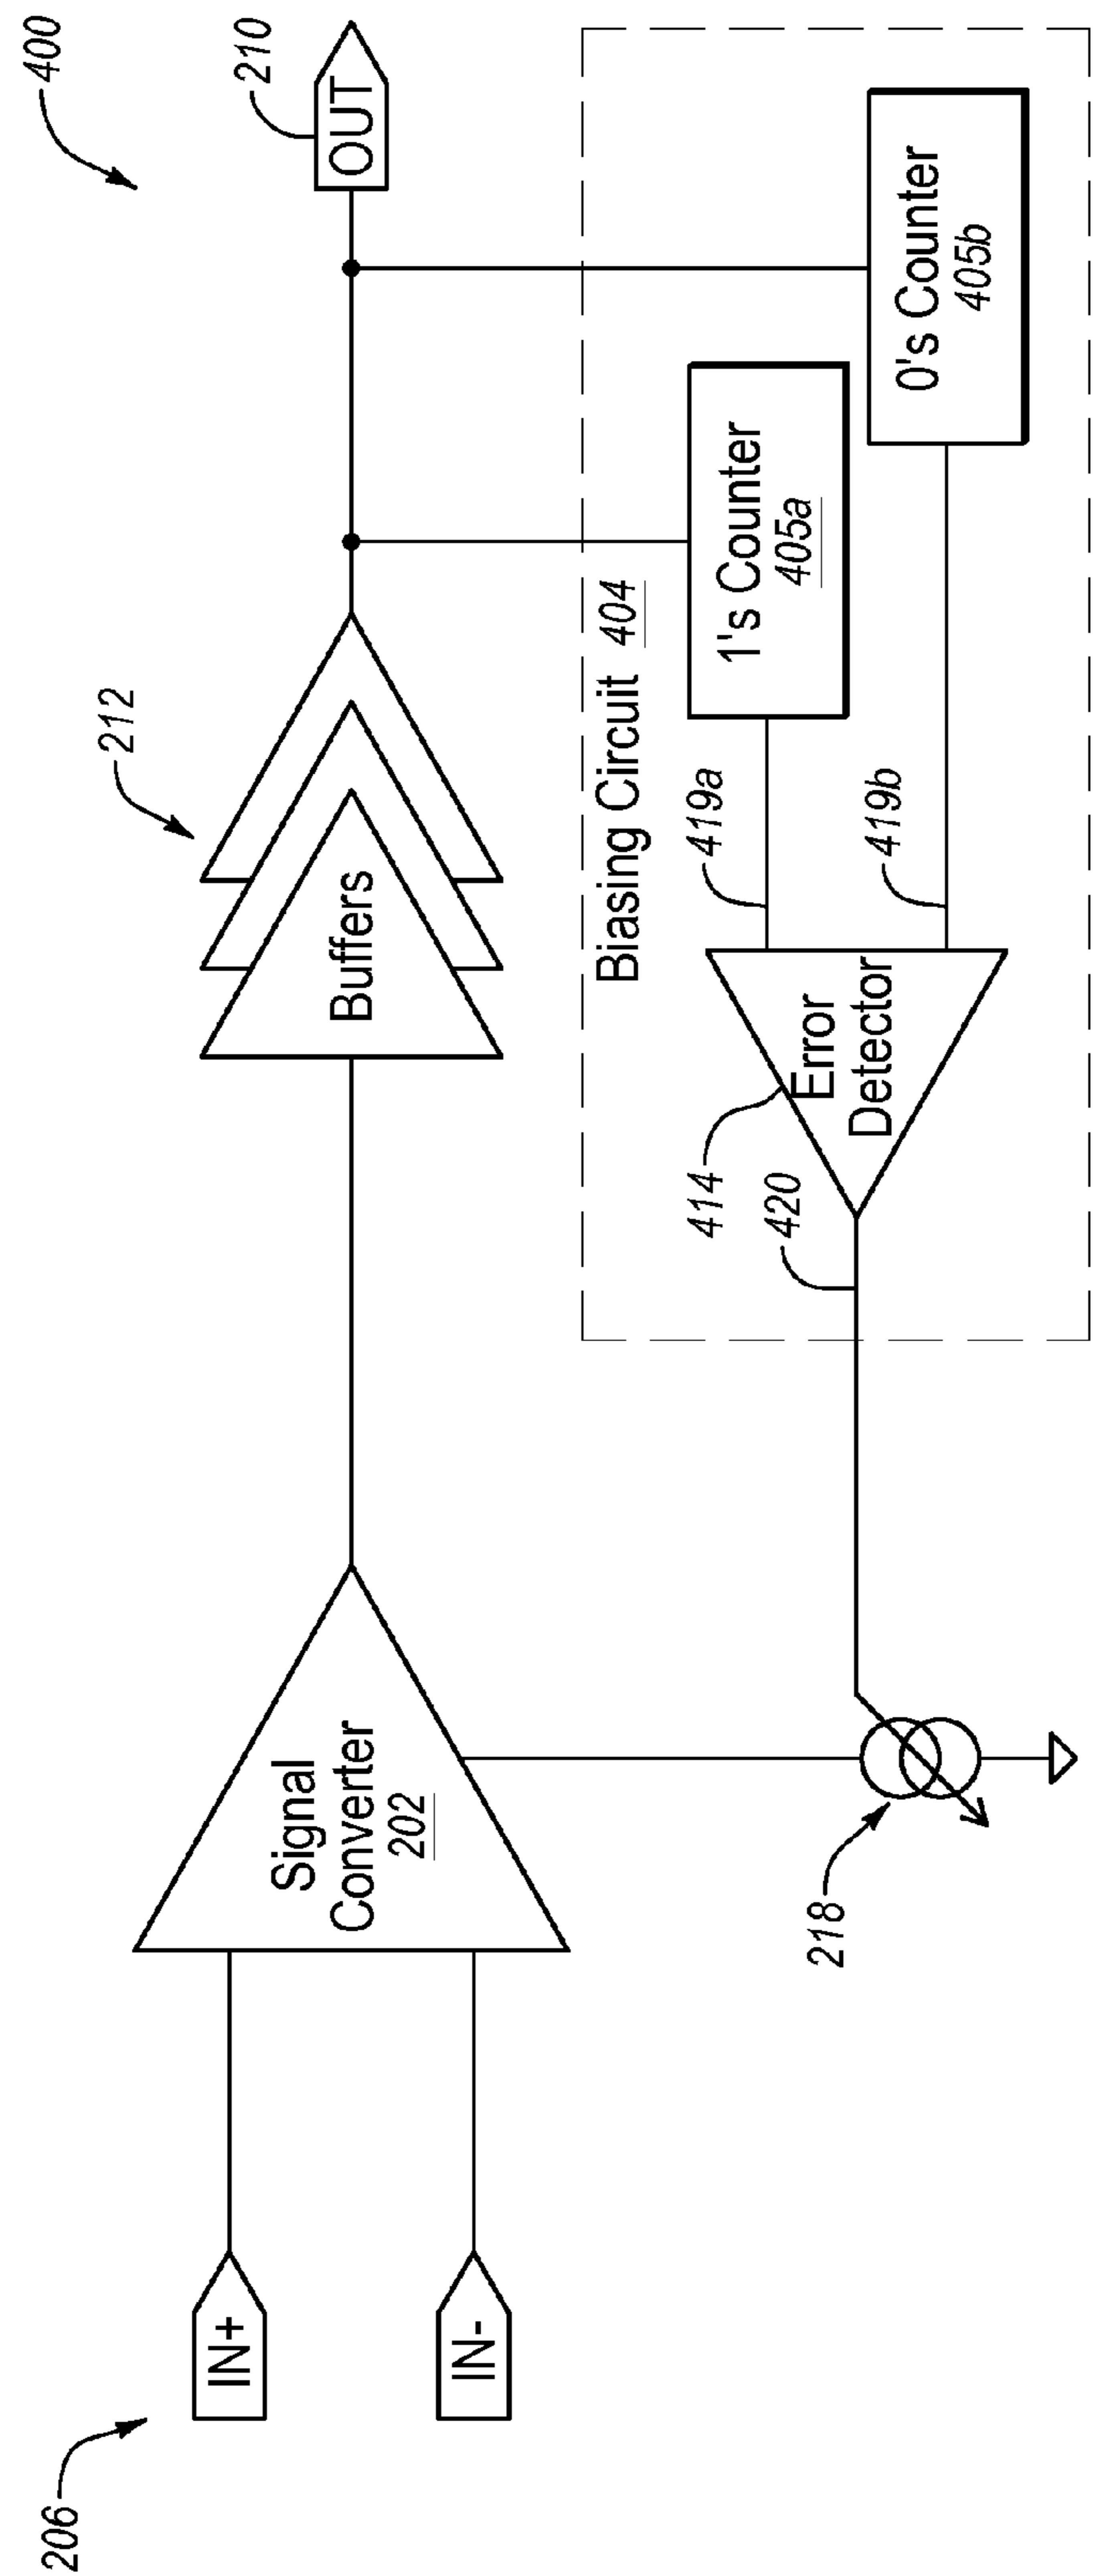 400
210
OUT
212
Buffers
Signal
Converter
202
206
IN+
IN-
Biasing Circuit 404
1's Counter
405a
0's Counter
405b
419a
419b
Error
Detector
414
420
218